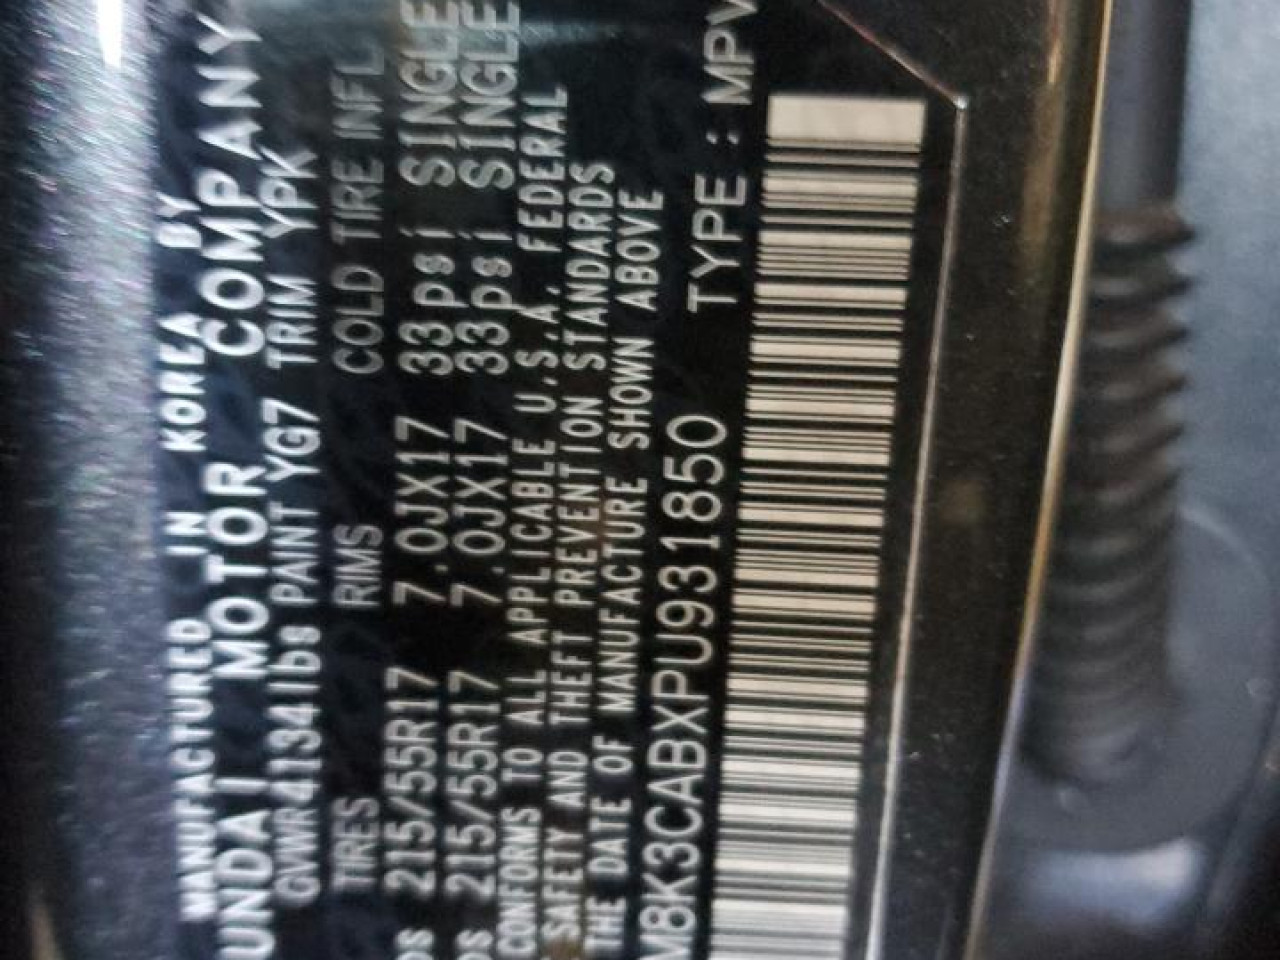 MANUFACTURED IN KOREA BY
UNDAI MOTOR COMPANY
GVWR4134lbs PAINT YG7 TRIM YPK
TIRES RIMS COLD TIRE INFL
215/55R17 7.0JX17 33psi SINGLE
215/55R17 7.0JX17 33psi SINGLE
CONFORMS TO ALL APPLICABLE U.S.A. FEDERAL
SAFETY AND THEFT PREVENTION STANDARDS
THE DATE OF MANUFACTURE SHOWN ABOVE
M8K3CABXPU931850 TYPE : MPV